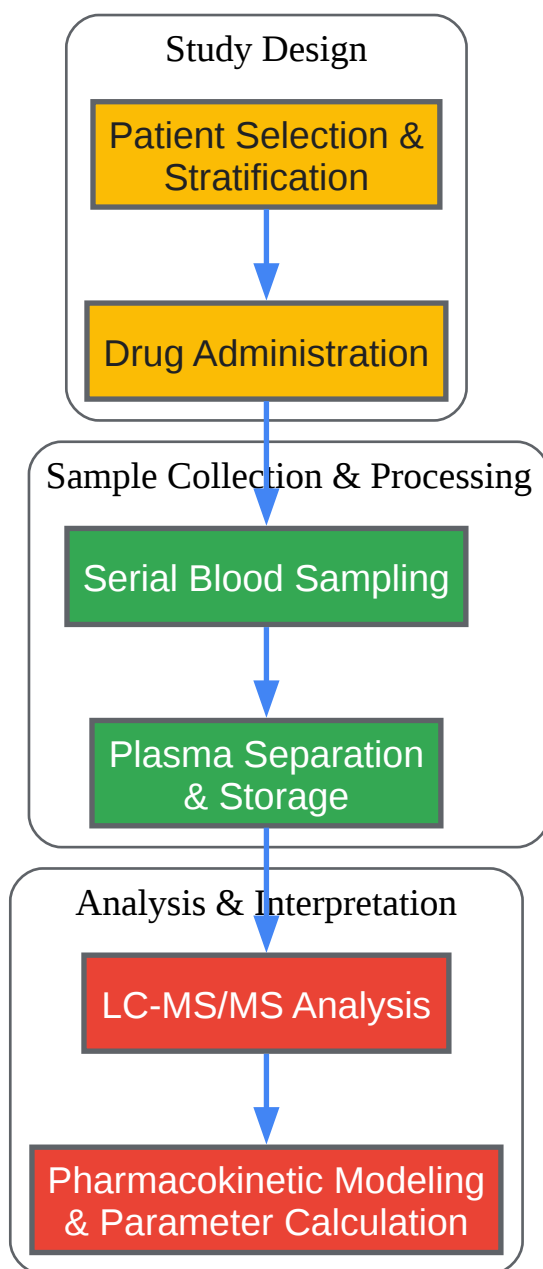 Study Design
Patient Selection &
Stratification
Drug Administration
Sample Collection & Processing
Serial Blood Sampling
Plasma Separation
& Storage
Analysis & Interpretation
LC-MS/MS Analysis
Pharmacokinetic Modeling
& Parameter Calculation